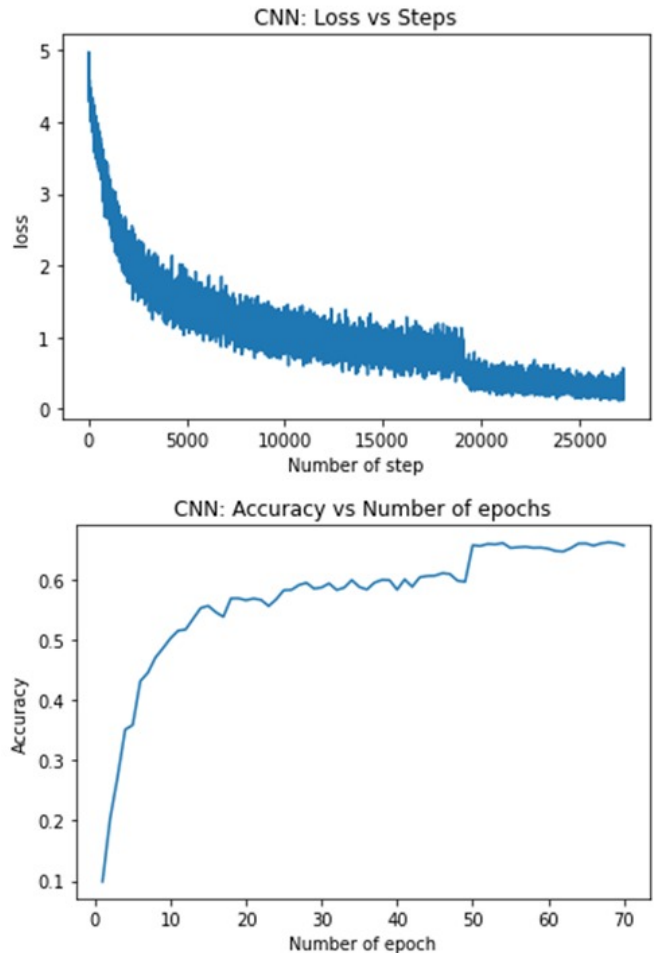 CNN: Loss vs Steps
5
4
3
2
1
0
loss
0 5000 10000 15000 20000 25000
Number of step
CNN: Accuracy vs Number of epochs
0.6
0.5
0.4
0.3
0.2
0.1
Accuracy
0 10 20 30 40 50 60 70
Number of epoch